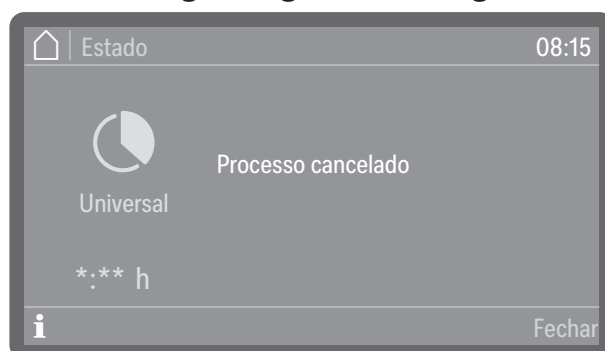 Estado 08:15
Processo cancelado
Universal
*:** h
i Fechar